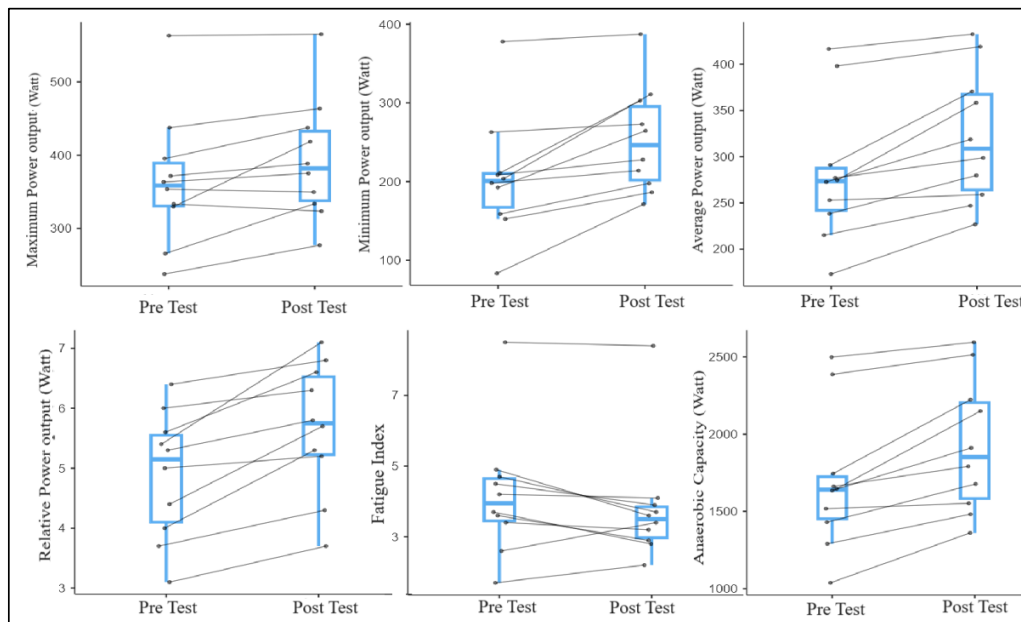 Maximum Power output (Watt)
500
400
300
Pre Test
Post Test
Minimum Power output (Watt)
400
300
200
100
Pre Test
Post Test
Average Power output (Watt)
400
350
300
250
200
Pre Test
Post Test
Relative Power output (Watt)
7
6
5
4
3
Pre Test
Post Test
Fatigue Index
7
5
3
Pre Test
Post Test
Anaerobic Capacity (Watt)
2500
2000
1500
1000
Pre Test
Post Test